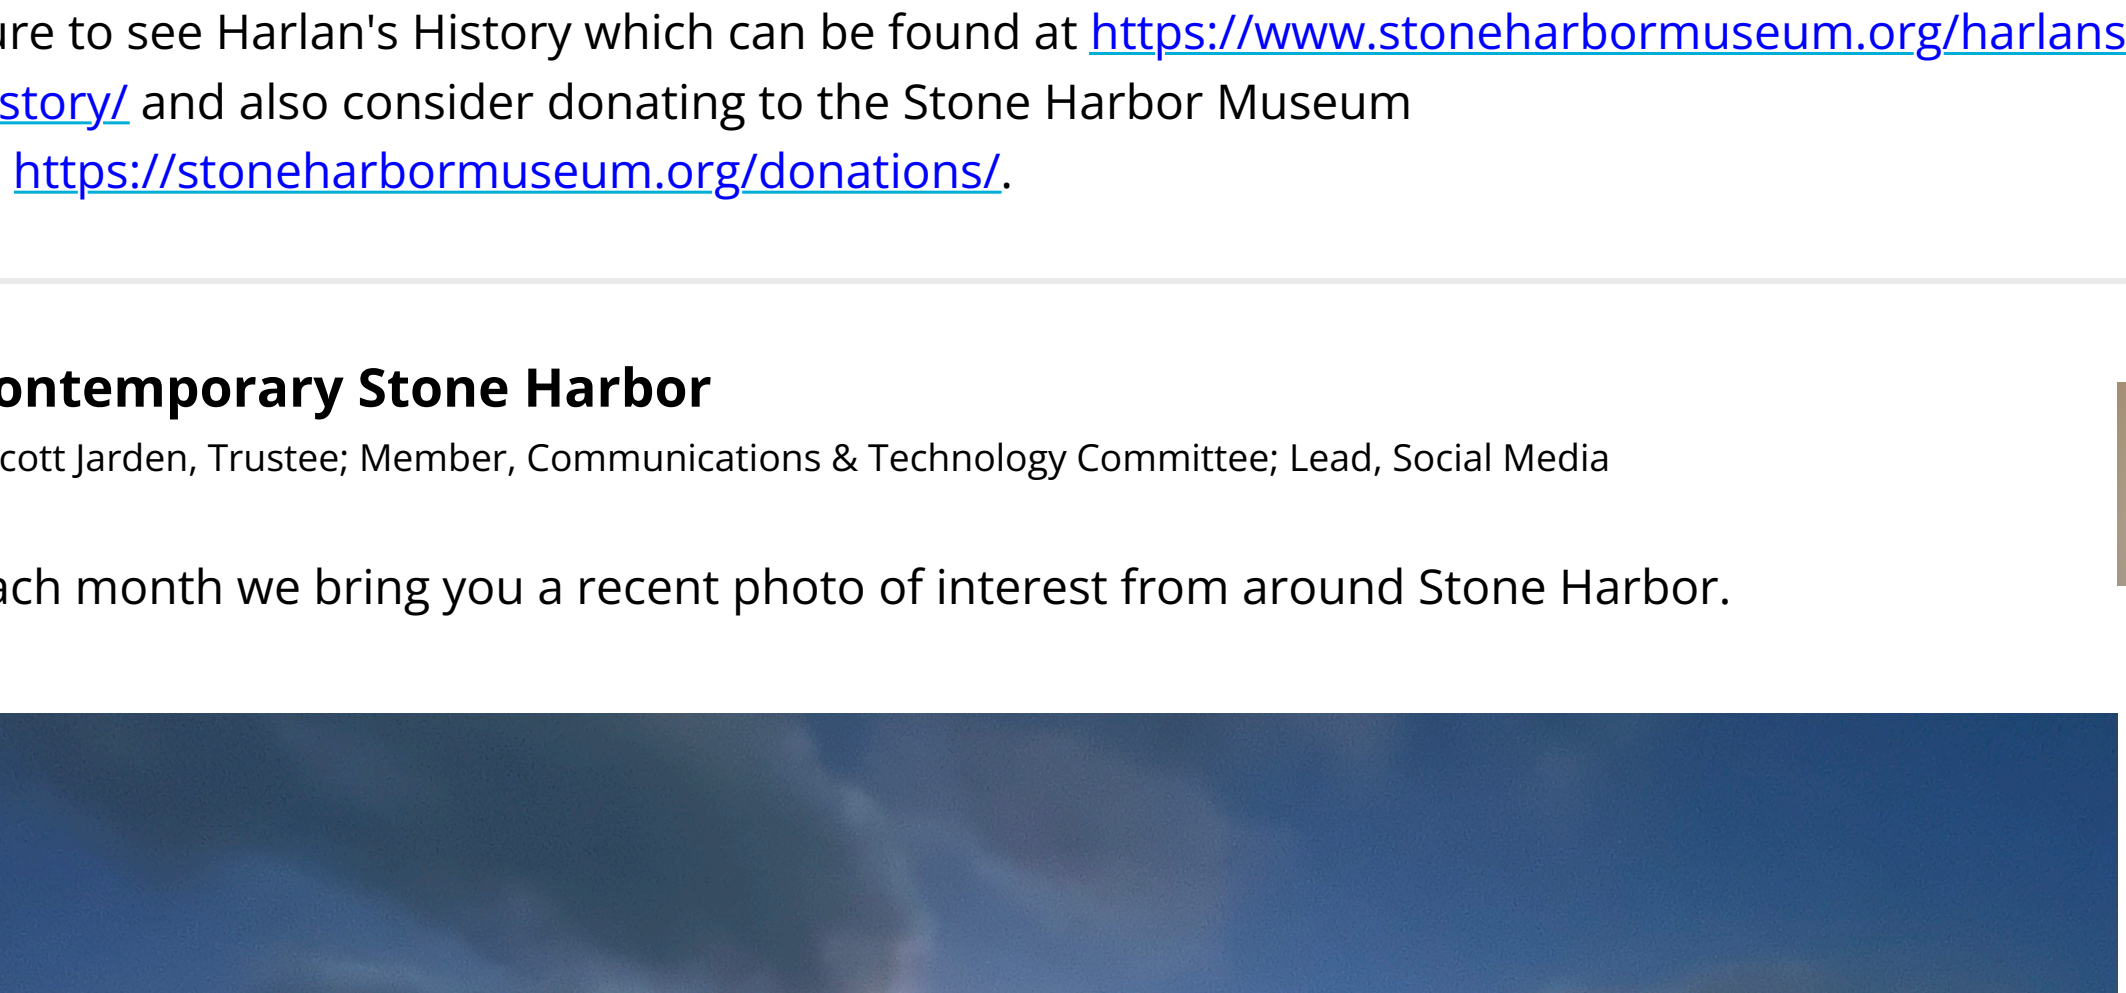 ure to see Harlan's History which can be found at https://www.stoneharbormuseum.org/harlans
story/ and also consider donating to the Stone Harbor Museum
https://stoneharbormuseum.org/donations/.
ontemporary Stone Harbor
cott Jarden, Trustee; Member, Communications & Technology Committee; Lead, Social Media
ach month we bring you a recent photo of interest from around Stone Harbor.